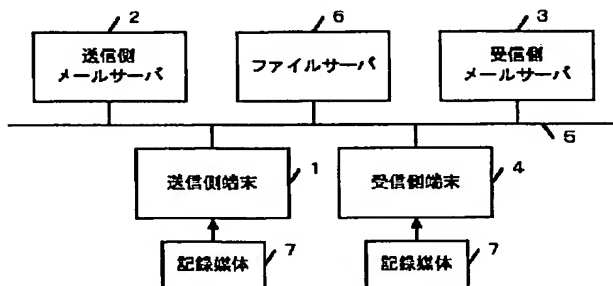 2
送信側
メールサーバ
6
ファイルサーバ
3
受信側
メールサーバ
5
送信側端末
1
受信側端末
4
記録媒体
7
記録媒体
7